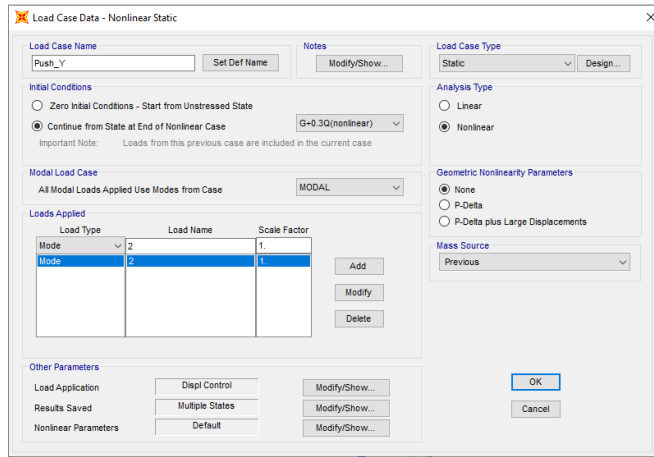 Load Case Data - Nonlinear Static
Load Case Name
Push_Y
Set Def Name
Notes
Modify/Show...
Load Case Type
Static
Design...
Initial Conditions
Zero Initial Conditions - Start from Unstressed State
Continue from State at End of Nonlinear Case
G+0.3Q(nonlinear)
Important Note: Loads from this previous case are included in the current case
Analysis Type
Linear
Nonlinear
Modal Load Case
All Modal Loads Applied Use Modes from Case
MODAL
Geometric Nonlinearity Parameters
None
P-Delta
P-Delta plus Large Displacements
Loads Applied
Load Type Load Name Scale Factor
Mode 2 1.
Mode 2 1.
Add
Modify
Delete
Mass Source
Previous
Other Parameters
Load Application Displ Control Modify/Show...
Results Saved Multiple States Modify/Show...
Nonlinear Parameters Default Modify/Show...
OK
Cancel